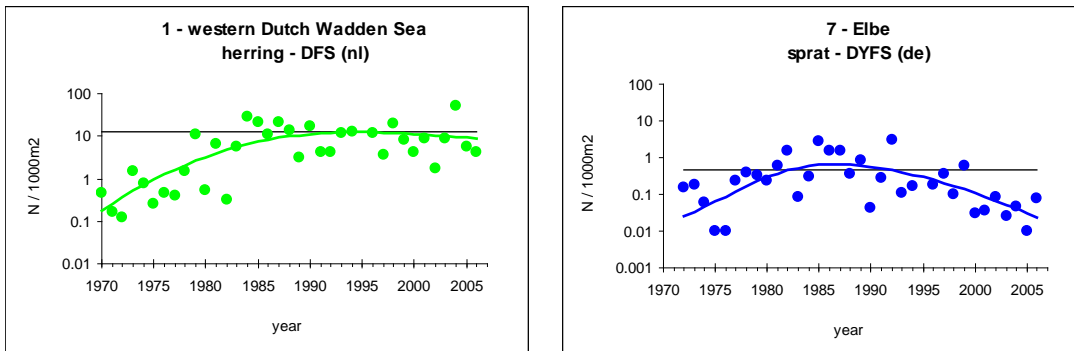 1 - western Dutch Wadden Sea
herring - DFS (nl)
N / 1000m2
100
10
1
0.1
0.01
1970 1975 1980 1985 1990 1995 2000 2005
year
7 - Elbe
sprat - DYFS (de)
N / 1000m2
100
10
1
0.1
0.01
0.001
1970 1975 1980 1985 1990 1995 2000 2005
year